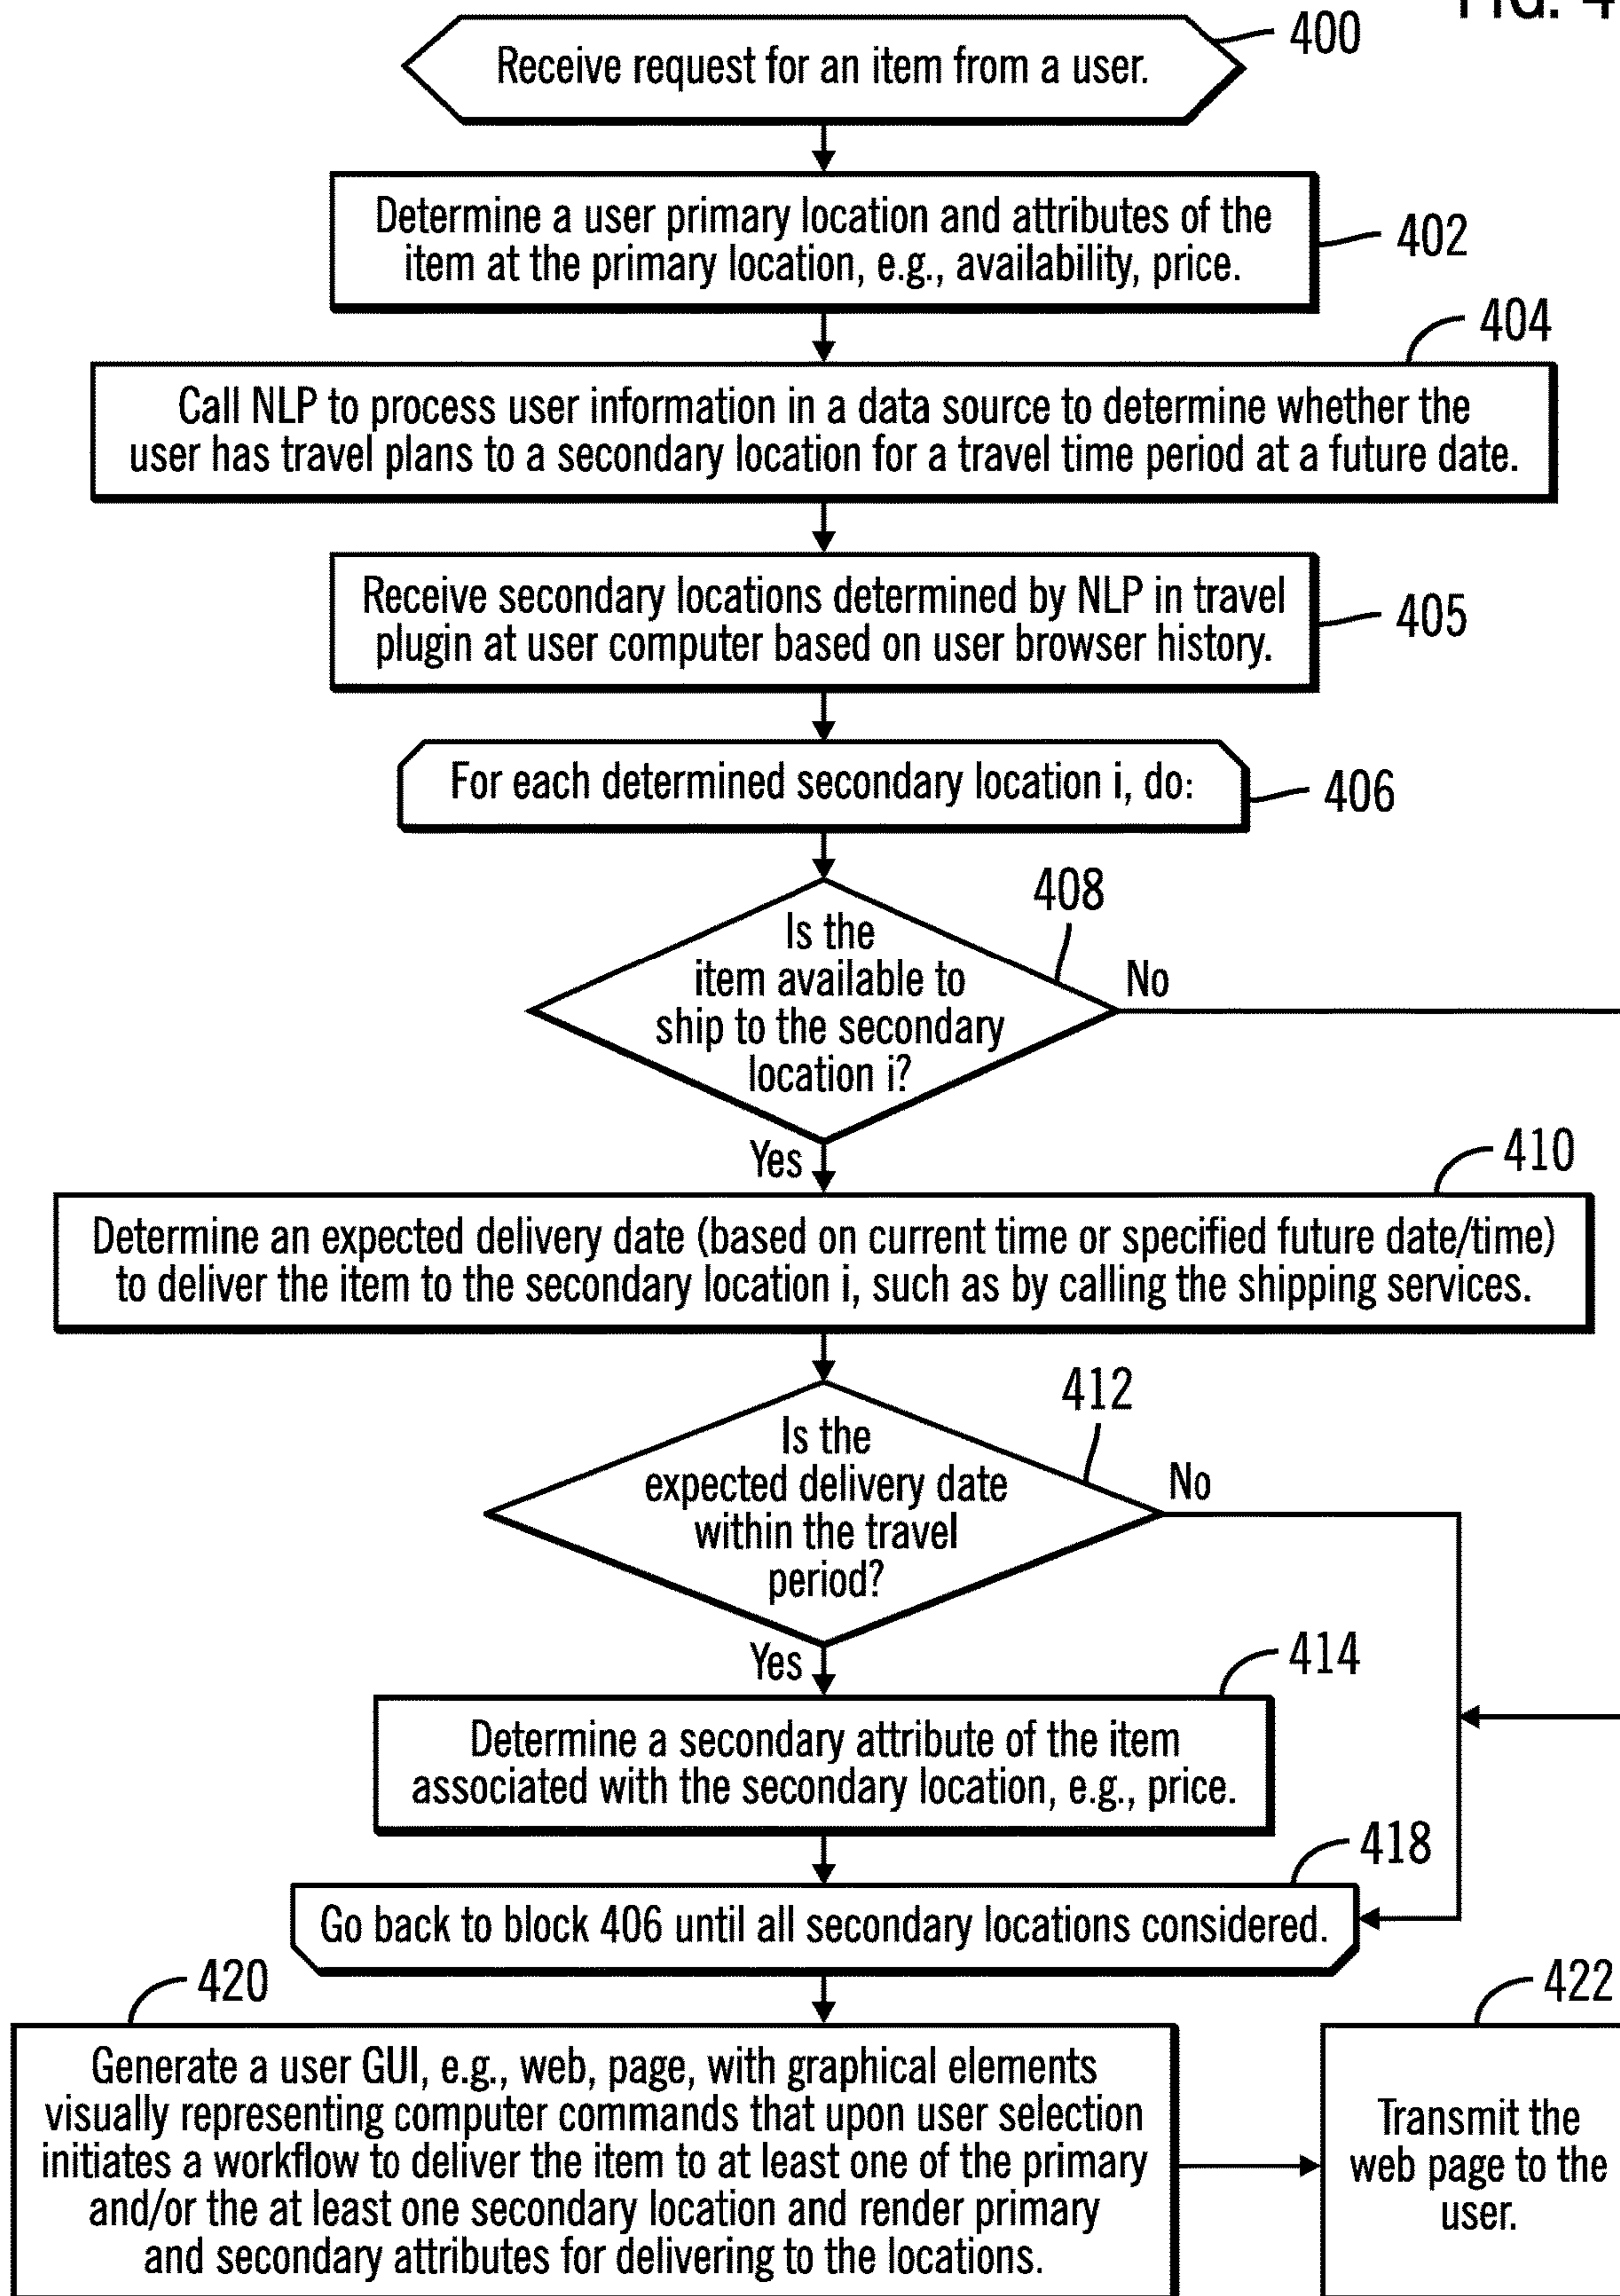 FIG. 4
400
Receive request for an item from a user.
Determine a user primary location and attributes of the
item at the primary location, e.g., availability, price.
402
404
Call NLP to process user information in a data source to determine whether the
user has travel plans to a secondary location for a travel time period at a future date.
Receive secondary locations determined by NLP in travel
plugin at user computer based on user browser history.
405
For each determined secondary location i, do:
406
408
Is the
item available to
ship to the secondary
location i?
No
Yes
410
Determine an expected delivery date (based on current time or specified future date/time)
to deliver the item to the secondary location i, such as by calling the shipping services.
412
Is the
expected delivery date
within the travel
period?
No
Yes
414
Determine a secondary attribute of the item
associated with the secondary location, e.g., price.
418
Go back to block 406 until all secondary locations considered.
420
Generate a user GUI, e.g., web, page, with graphical elements
visually representing computer commands that upon user selection
initiates a workflow to deliver the item to at least one of the primary
and/or the at least one secondary location and render primary
and secondary attributes for delivering to the locations.
422
Transmit the
web page to the
user.